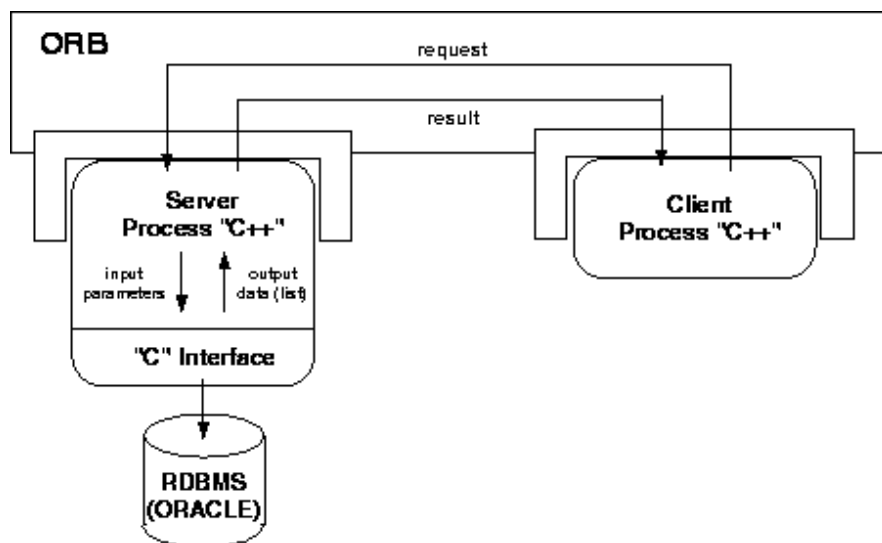 ORB
request
result
Server
Process "C++"
Client
Process "C++"
input
parameters
output
data (list)
"C" Interface
RDBMS
(ORACLE)